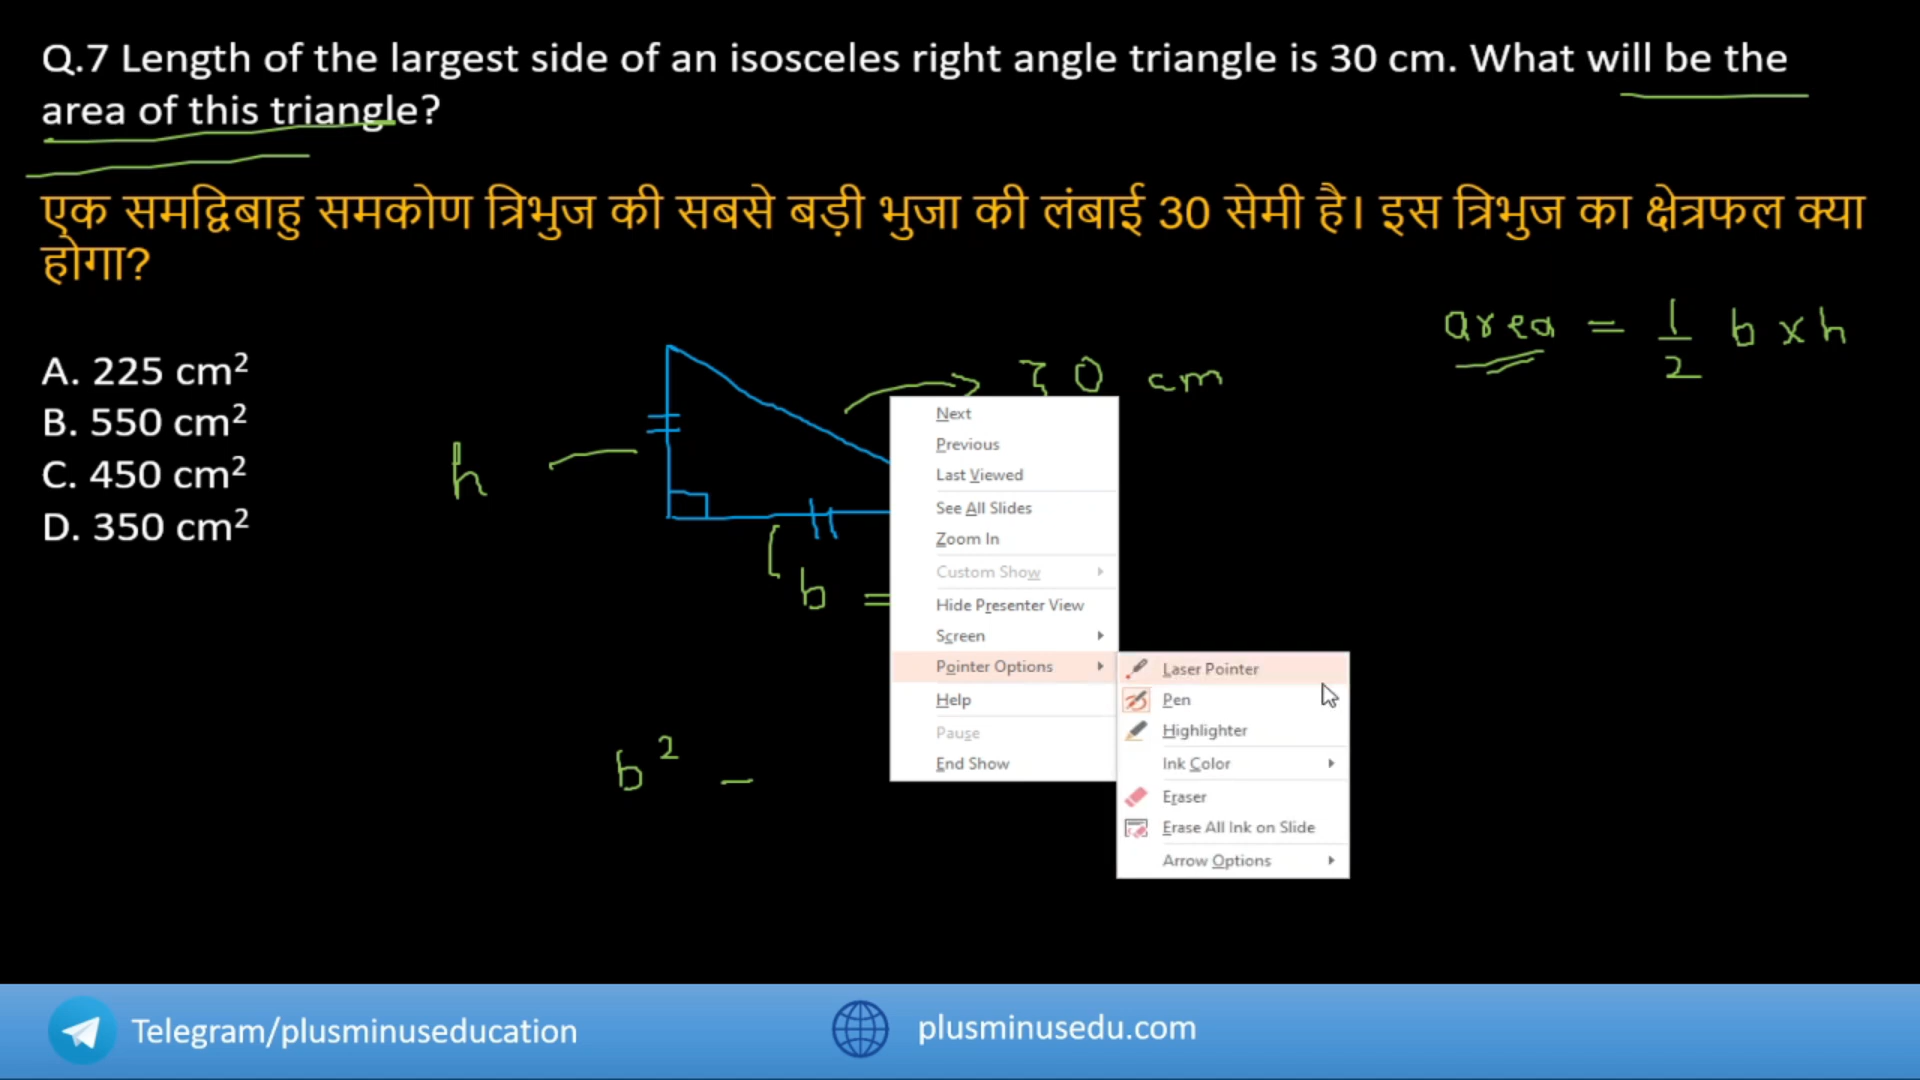 Q.7 Length of the largest side of an isosceles right angle triangle is 30 cm. What will be the
area of this triangle?
एक समद्विबाहु समकोण त्रिभुज की सबसे बड़ी भुजा की लंबाई 30 सेमी है। इस त्रिभुज का क्षेत्रफल क्या
होगा?
area = 1/2 b × h
A. 225 cm²
B. 550 cm²
C. 450 cm²
D. 350 cm²
30 cm
h
b =
b² –
Next
Previous
Last Viewed
See All Slides
Zoom In
Custom Show
Hide Presenter View
Screen
Pointer Options
Help
Pause
End Show
Laser Pointer
Pen
Highlighter
Ink Color
Eraser
Erase All Ink on Slide
Arrow Options
Telegram/plusminuseducation
plusminusedu.com